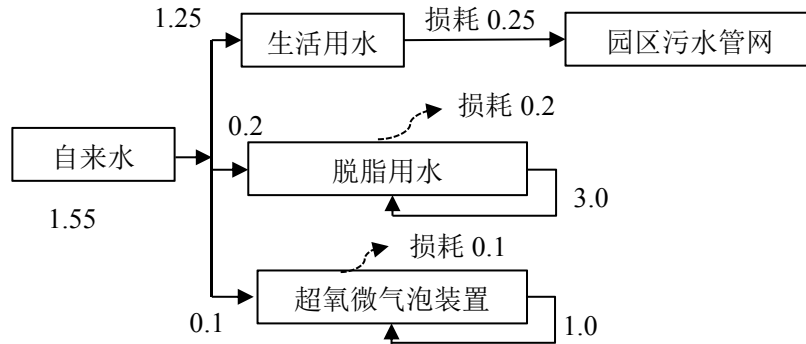 1.25
生活用水
损耗 0.25
园区污水管网
损耗 0.2
0.2
自来水
脱脂用水
3.0
1.55
损耗 0.1
超氧微气泡装置
0.1
1.0